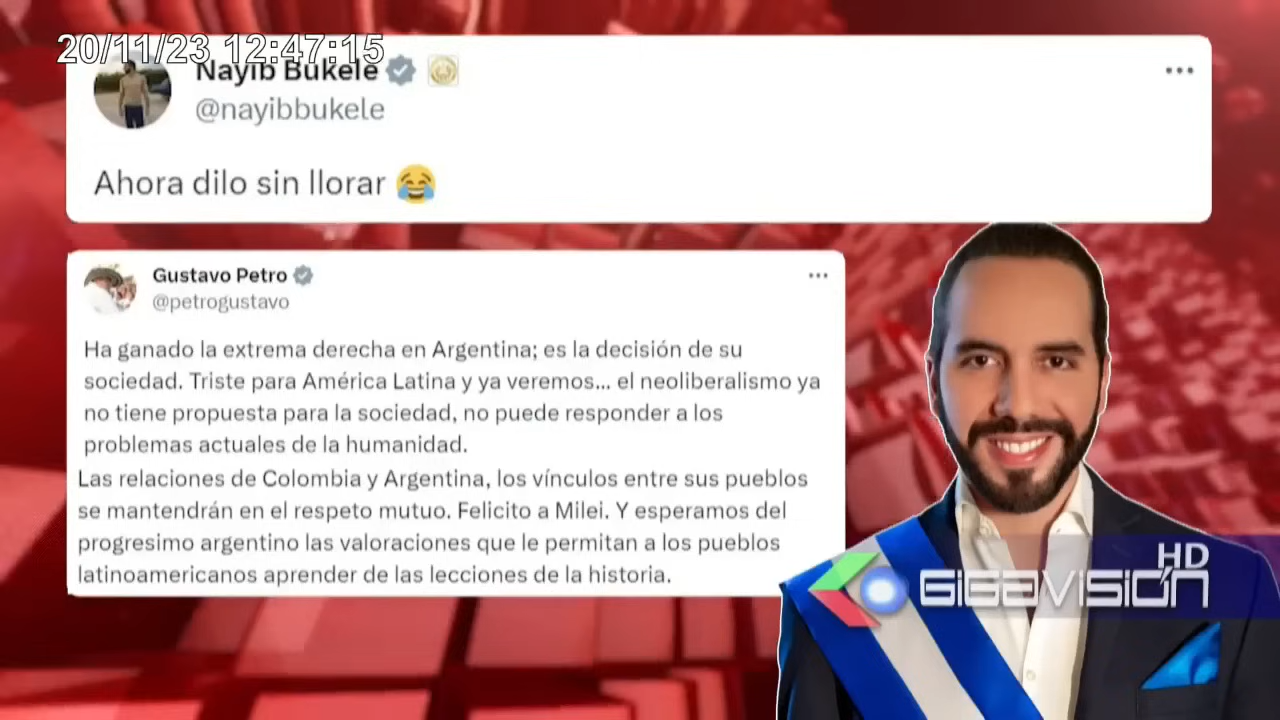 20/11/23 12:47:15
Nayib Bukele
@nayibbukele
Ahora dilo sin llorar 😂
Gustavo Petro
@petrogustavo
Ha ganado la extrema derecha en Argentina; es la decisión de su
sociedad. Triste para América Latina y ya veremos... el neoliberalismo ya
no tiene propuesta para la sociedad, no puede responder a los
problemas actuales de la humanidad.
Las relaciones de Colombia y Argentina, los vínculos entre sus pueblos
se mantendrán en el respeto mutuo. Felicito a Milei. Y esperamos del
progresimo argentino las valoraciones que le permitan a los pueblos
latinoamericanos aprender de las lecciones de la historia.
HD
GIGAVISIÓN